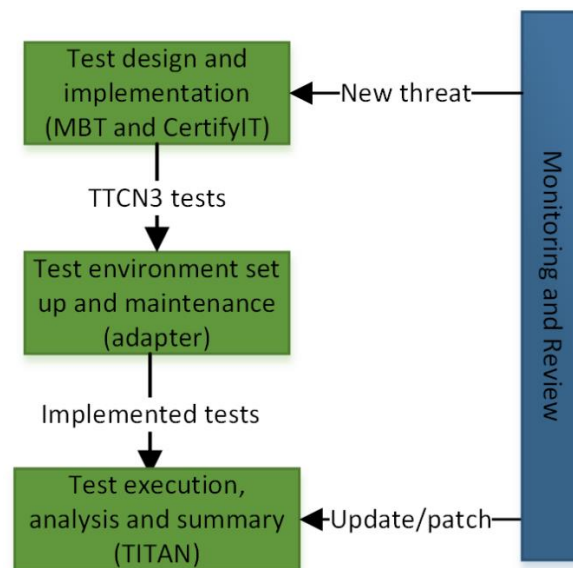 Test design and
implementation
(MBT and CertifyIT)
New threat
TTCN3 tests
Test environment set
up and maintenance
(adapter)
Implemented tests
Test execution,
analysis and summary
(TITAN)
Update/patch
Monitoring and Review